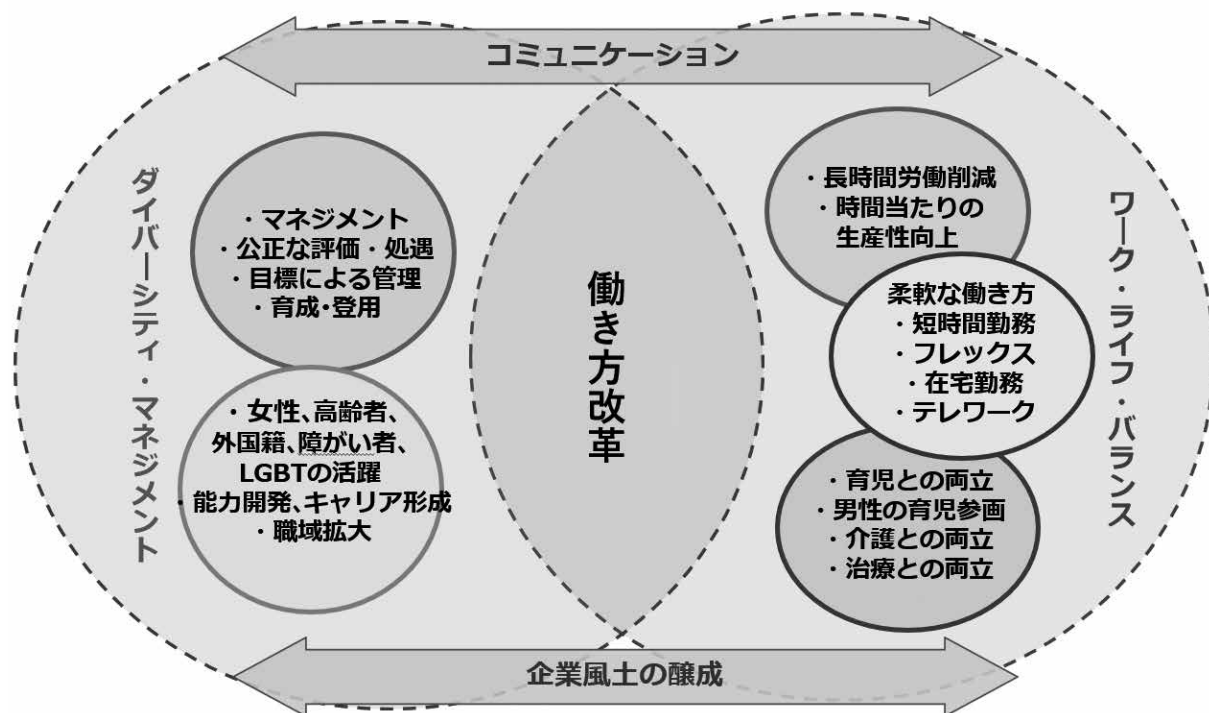 コミュニケーション
ダイバーシティ・マネジメント
・マネジメント
・公正な評価・処遇
・目標による管理
・育成・登用
・女性、高齢者、
外国籍、障がい者、
LGBTの活躍
・能力開発、キャリア形成
・職域拡大
働き方改革
・長時間労働削減
・時間当たりの
生産性向上
柔軟な働き方
・短時間勤務
・フレックス
・在宅勤務
・テレワーク
・育児との両立
・男性の育児参画
・介護との両立
・治療との両立
ワーク・ライフ・バランス
企業風土の醸成